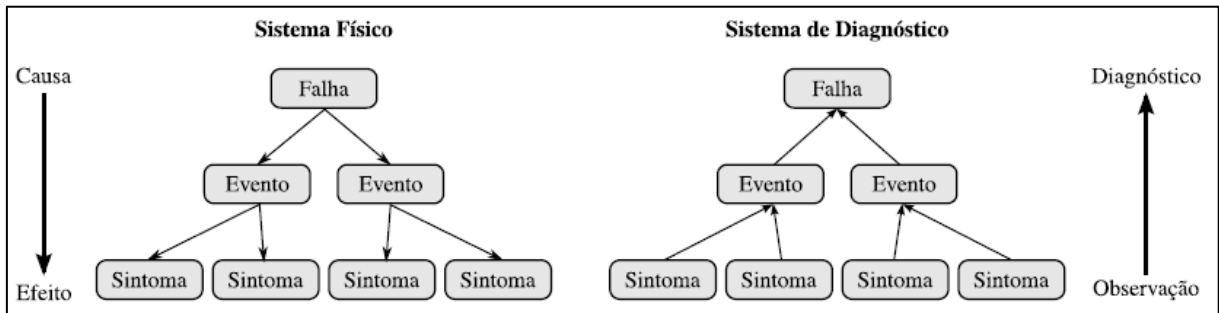 Sistema Físico
Sistema de Diagnóstico
Causa
Falha
Falha
Diagnóstico
Evento
Evento
Evento
Evento
Sintoma
Sintoma
Sintoma
Sintoma
Sintoma
Sintoma
Sintoma
Sintoma
Efeito
Observação